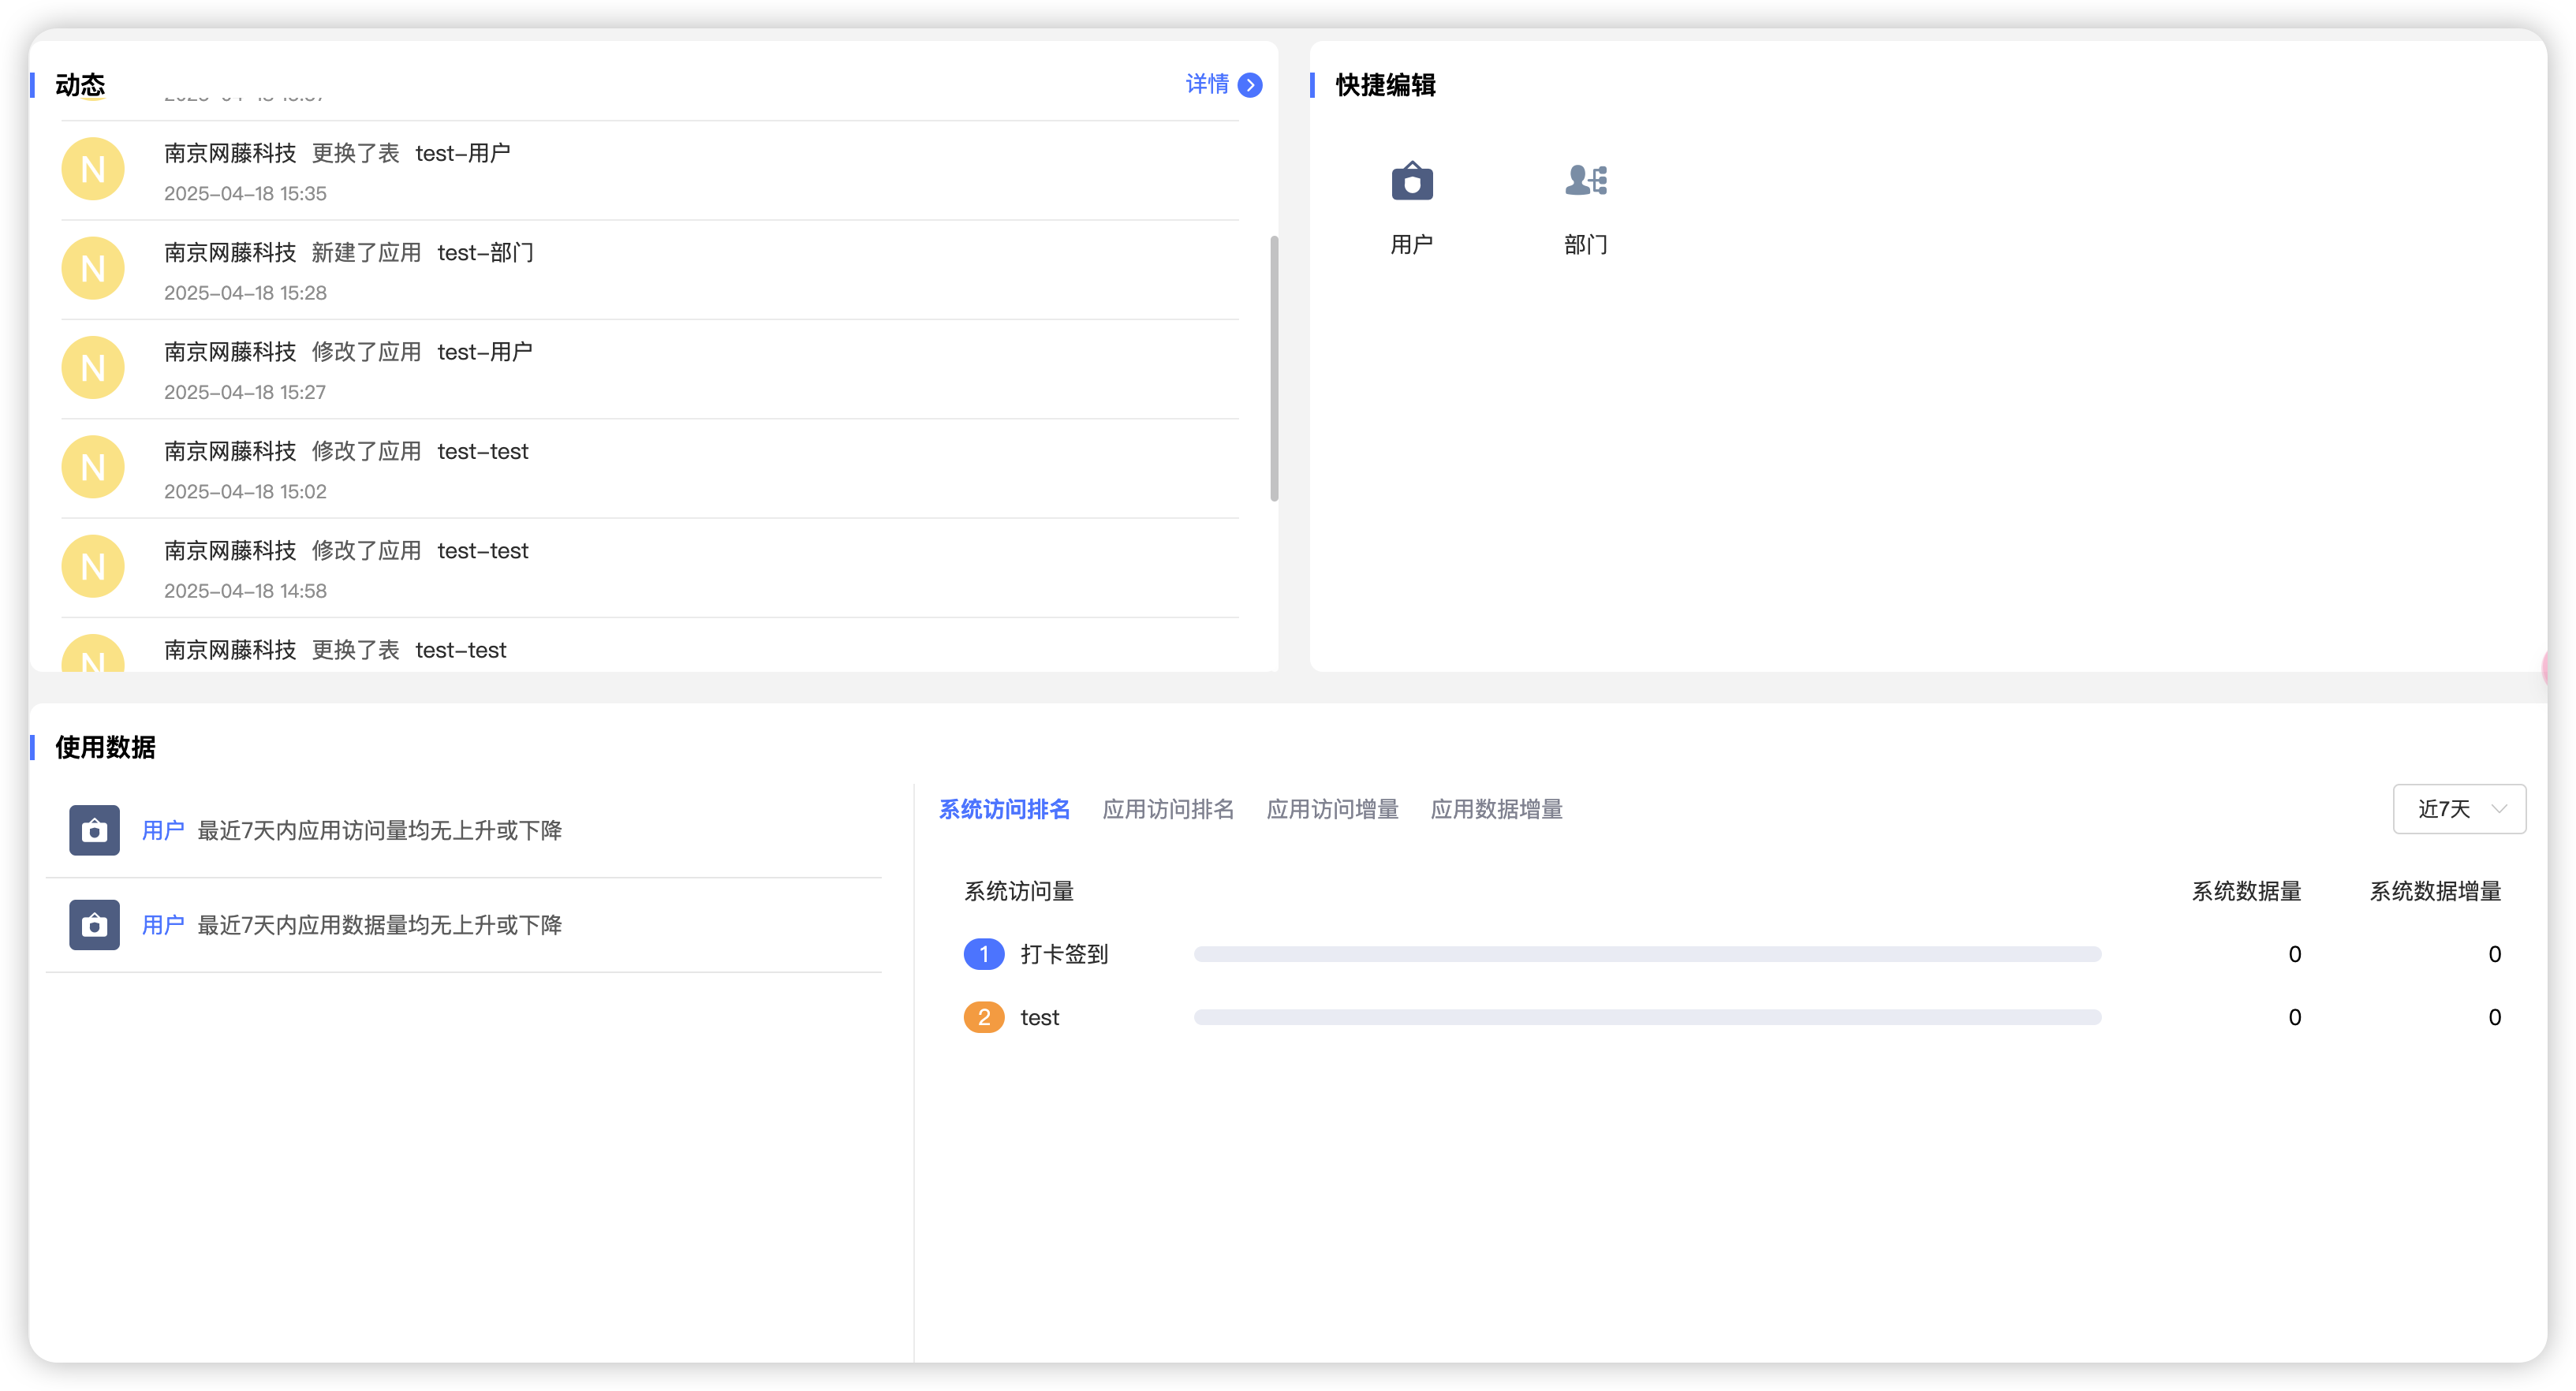 动态
详情
N
南京网藤科技 更换了表 test-用户
2025-04-18 15:35
N
南京网藤科技 新建了应用 test-部门
2025-04-18 15:28
N
南京网藤科技 修改了应用 test-用户
2025-04-18 15:27
N
南京网藤科技 修改了应用 test-test
2025-04-18 15:02
N
南京网藤科技 修改了应用 test-test
2025-04-18 14:58
N
南京网藤科技 更换了表 test-test
快捷编辑
用户 部门
使用数据
用户 最近7天内应用访问量均无上升或下降
用户 最近7天内应用数据量均无上升或下降
系统访问排名 应用访问排名 应用访问增量 应用数据增量
近7天
系统访问量 系统数据量 系统数据增量
1 打卡签到 0 0
2 test 0 0